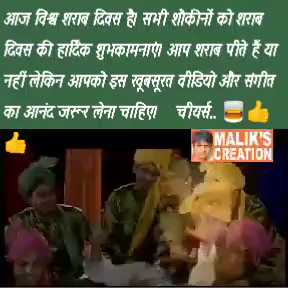 आज विश्व शराब दिवस है। सभी शौकीनों को शराब
दिवस की हार्दिक शुभकामनाएं। आप शराब पीते हैं या
नहीं लेकिन आपको इस खूबसूरत वीडियो और संगीत
का आनंद जरूर लेना चाहिए। चीयर्स.. 🥃👍
👍
MALIK'S
CREATION